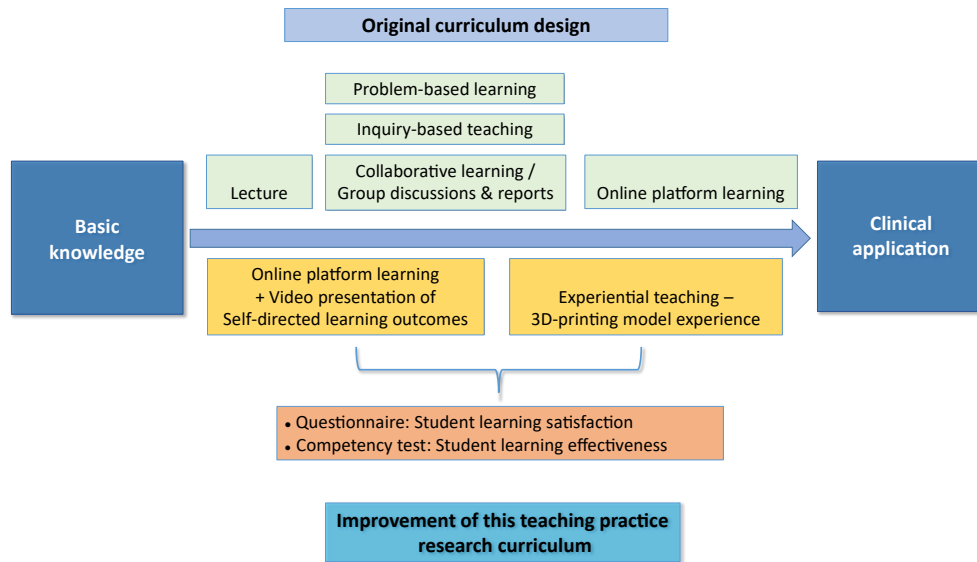 Original curriculum design
Problem-based learning
Inquiry-based teaching
Lecture
Collaborative learning /
Group discussions & reports
Online platform learning
Basic
knowledge
Clinical
application
Online platform learning
+ Video presentation of
Self-directed learning outcomes
Experiential teaching –
3D-printing model experience
• Questionnaire: Student learning satisfaction
• Competency test: Student learning effectiveness
Improvement of this teaching practice
research curriculum